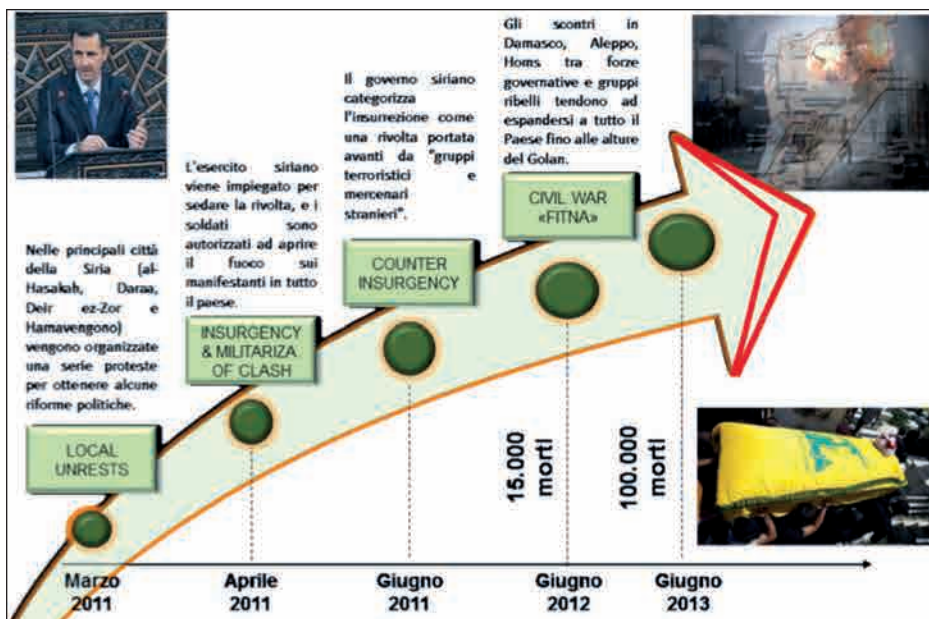 Nelle principali città
della Siria (al-
Hasakah, Daraa,
Deir ez-Zor e
Hamavengono)
vengono organizzate
una serie proteste
per ottenere alcune
riforme politiche.
LOCAL
UNRESTS
L'esercito siriano
viene impiegato per
sedare la rivolta, e i
soldati sono
autorizzati ad aprire
il fuoco sui
manifestanti in tutto
il paese.
INSURGENCY
& MILITARIZA
OF CLASH
Il governo siriano
categorizza
l'insurrezione come
una rivolta portata
avanti da "gruppi
terroristici e
mercenari
stranieri".
COUNTER
INSURGENCY
Gli scontri in
Damasco, Aleppo,
Homs tra forze
governative e gruppi
ribelli tendono ad
espandersi a tutto il
Paese fino alle alture
del Golan.
CIVIL WAR
«FITNA»
15.000
morti
100.000
morti
Marzo
2011
Aprile
2011
Giugno
2011
Giugno
2012
Giugno
2013